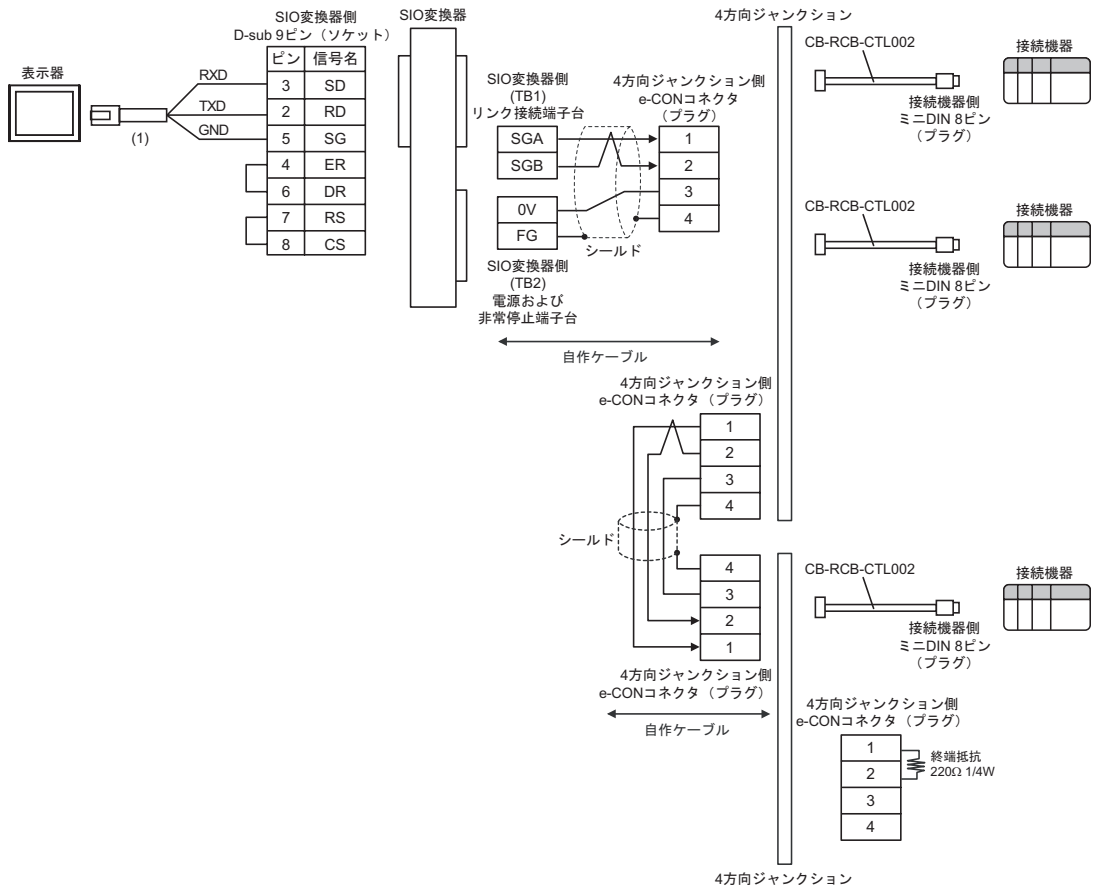 表示器
(1)
RXD
TXD
GND
SIO変換器側
D-sub 9ピン（ソケット）
ピン 信号名
3 SD
2 RD
5 SG
4 ER
6 DR
7 RS
8 CS
SIO変換器
SIO変換器側
(TB1)
リンク接続端子台
SGA
SGB
0V
FG
SIO変換器側
(TB2)
電源および
非常停止端子台
シールド
4方向ジャンクション側
e-CONコネクタ
（プラグ）
1
2
3
4
自作ケーブル
4方向ジャンクション
CB-RCB-CTL002
接続機器側
ミニDIN 8ピン
（プラグ）
接続機器
CB-RCB-CTL002
接続機器側
ミニDIN 8ピン
（プラグ）
接続機器
4方向ジャンクション側
e-CONコネクタ（プラグ）
1
2
3
4
シールド
4
3
2
1
4方向ジャンクション側
e-CONコネクタ（プラグ）
自作ケーブル
CB-RCB-CTL002
接続機器側
ミニDIN 8ピン
（プラグ）
接続機器
4方向ジャンクション側
e-CONコネクタ（プラグ）
1
2
3
4
終端抵抗
220Ω 1/4W
4方向ジャンクション